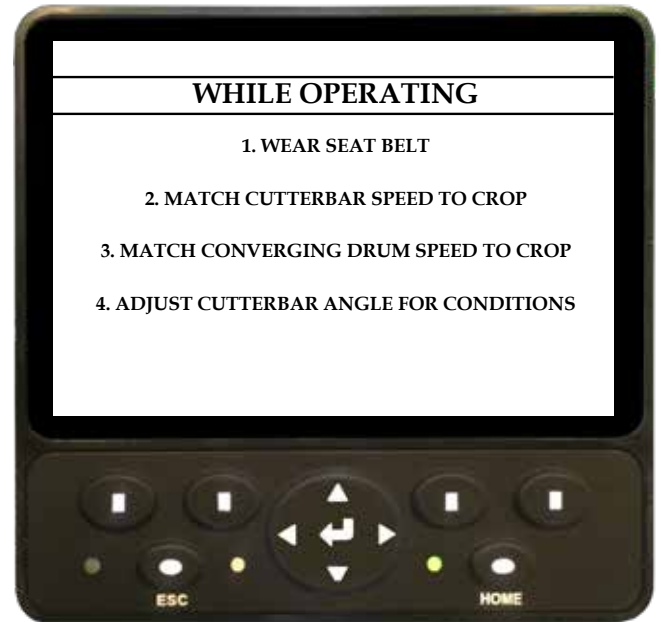 WHILE OPERATING
1. WEAR SEAT BELT
2. MATCH CUTTERBAR SPEED TO CROP
3. MATCH CONVERGING DRUM SPEED TO CROP
4. ADJUST CUTTERBAR ANGLE FOR CONDITIONS
ESC
HOME